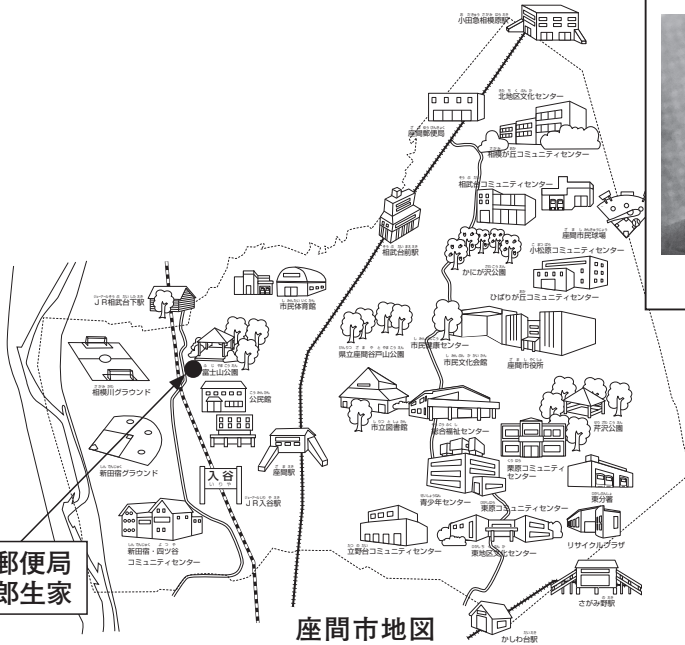 小田急相模原駅
北地区文化センター
座間郵便局
相模が丘コミュニティセンター
相武台コミュニティセンター
座間市民球場
相武台前駅
小松原コミュニティセンター
かにが沢公園
ひばりが丘コミュニティセンター
JR相武台下駅
市民体育館
市民健康センター
県立座間谷戸山公園
市民文化会館
座間市役所
富士山公園
相模川グラウンド
公民館
市立図書館
総合福祉センター
芹沢公園
栗原コミュニティ
センター
新田宿グラウンド
座間駅
入谷
いりや
JR入谷駅
青少年センター
東原コミュニティセンター
東分署
新田宿・四ツ谷
コミュニティセンター
立野台コミュニティセンター
東地区文化センター
リサイクルプラザ
郵便局
郎生家
さがみ野駅
かしわ台駅
座間市地図